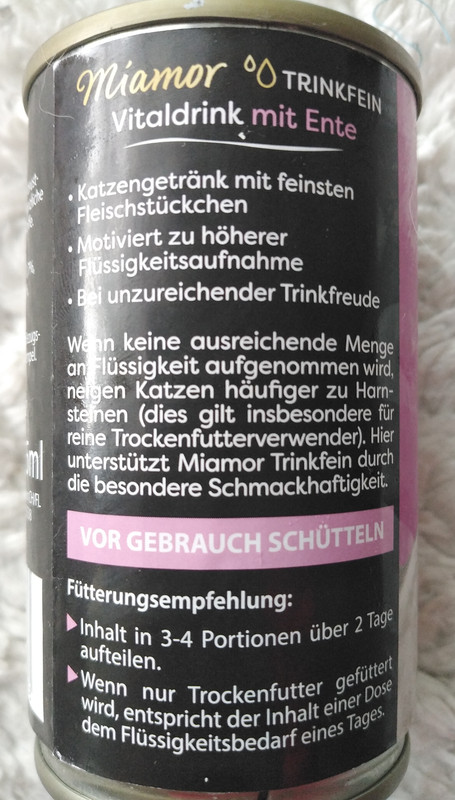 Miamor TRINKFEIN
Vitaldrink mit Ente
• Katzengetränk mit feinsten
Fleischstückchen
• Motiviert zu höherer
Flüssigkeitsaufnahme
• Bei unzureichender Trinkfreude
Wenn keine ausreichende Menge
an Flüssigkeit aufgenommen wird,
neigen Katzen häufiger zu Harn-
steinen (dies gilt insbesondere für
reine Trockenfutterverwender). Hier
unterstützt Miamor Trinkfein durch
die besondere Schmackhaftigkeit.
VOR GEBRAUCH SCHÜTTELN
Fütterungsempfehlung:
Inhalt in 3-4 Portionen über 2 Tage
aufteilen.
Wenn nur Trockenfutter gefüttert
wird, entspricht der Inhalt einer Dose
dem Flüssigkeitsbedarf eines Tages.